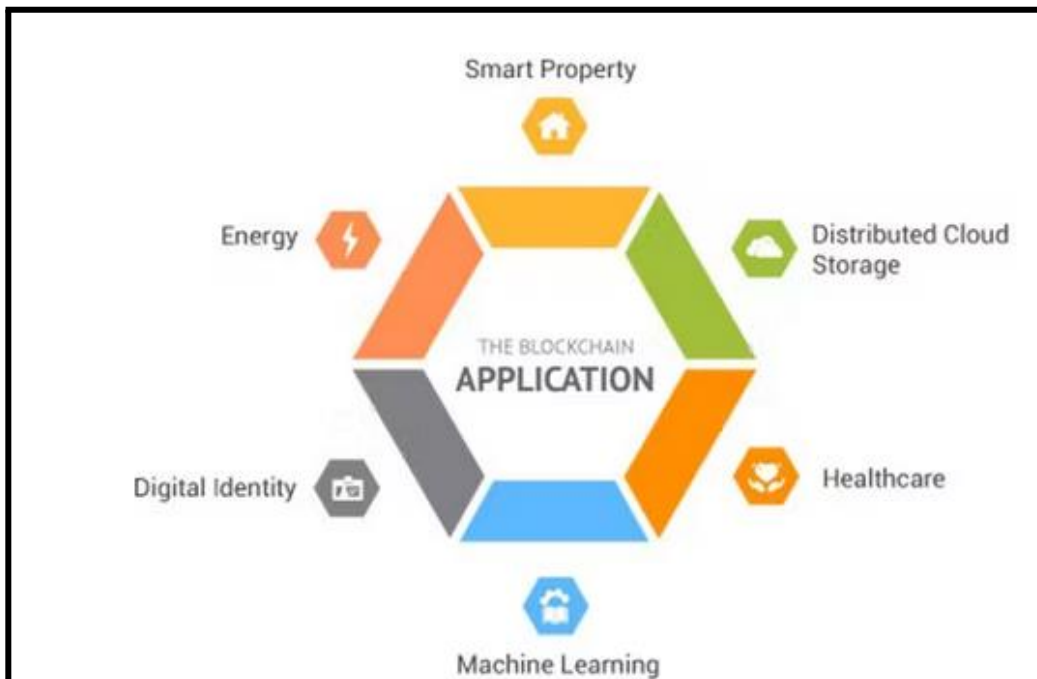 Smart Property
Energy
Distributed Cloud
Storage
THE BLOCKCHAIN
APPLICATION
Digital Identity
Healthcare
Machine Learning